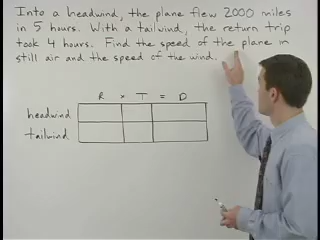 Into a headwind, the plane flew 2000 miles
in 5 hours. With a tailwind, the return trip
took 4 hours. Find the speed of the plane in
still air and the speed of the wind.
R × T = D
headwind
tailwind